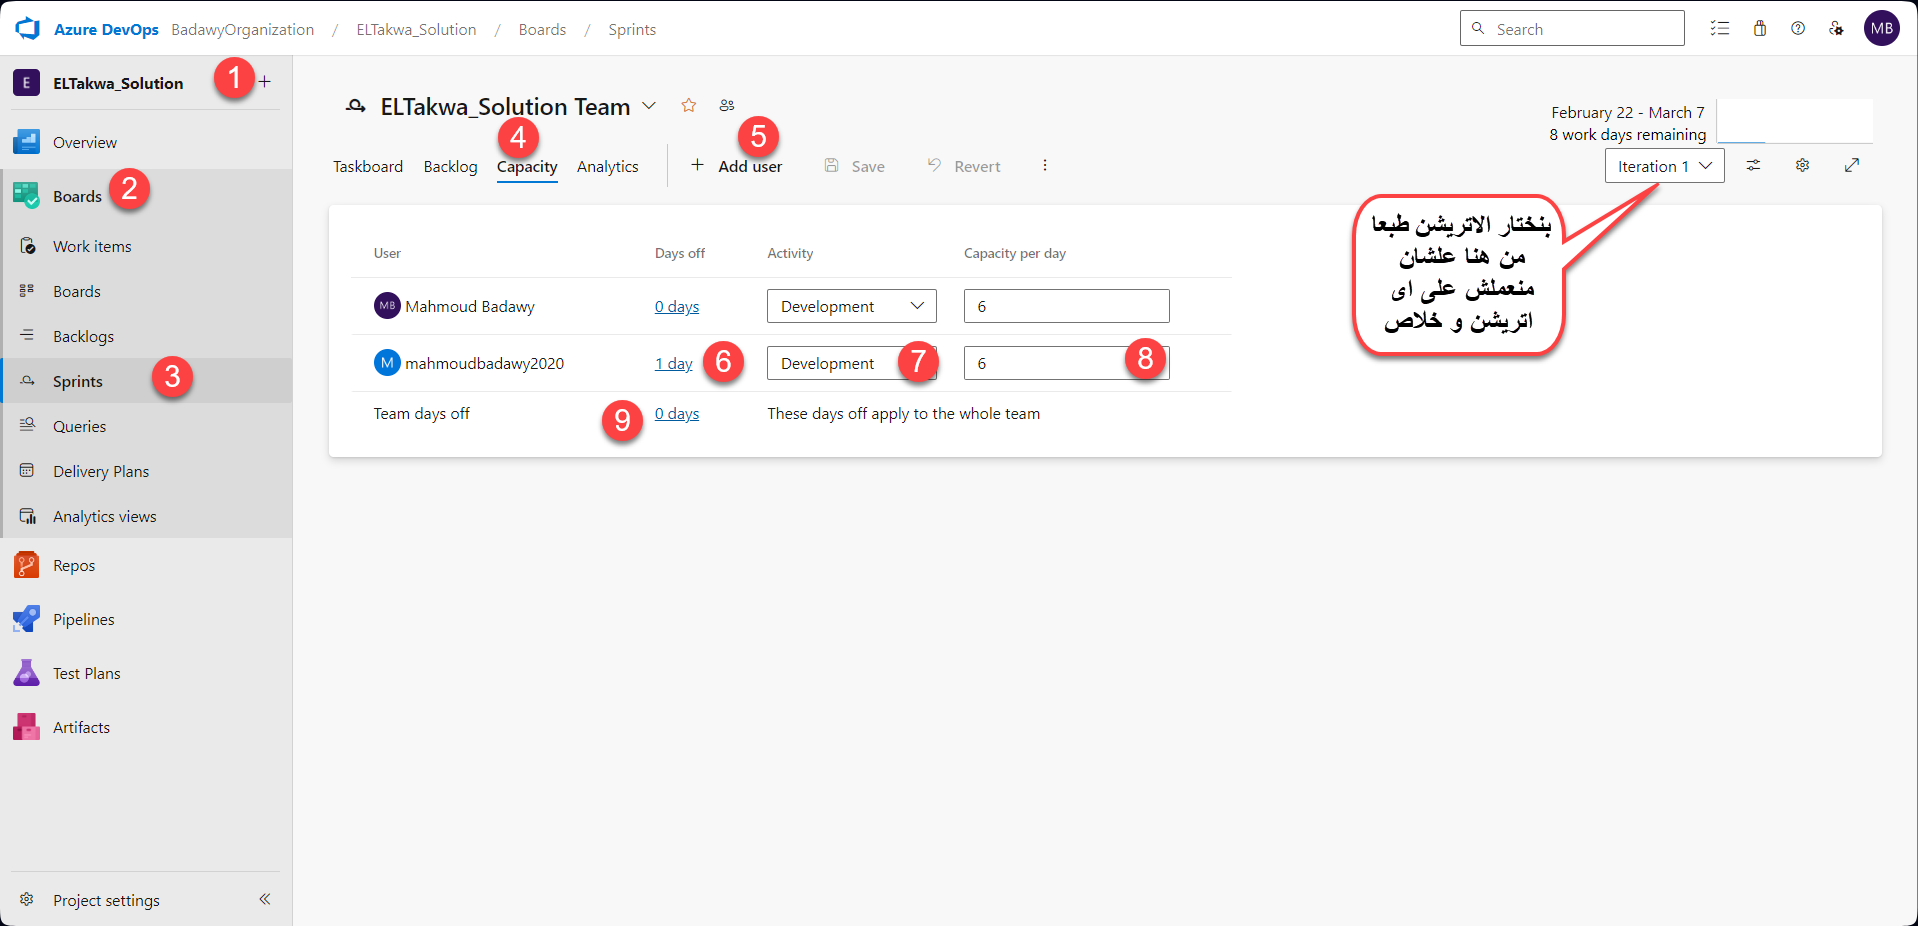 Azure DevOps BadawyOrganization / ELTakwa_Solution / Boards / Sprints
Search
MB
E ELTakwa_Solution 1 +
Overview
Boards 2
Work items
Boards
Backlogs
Sprints 3
Queries
Delivery Plans
Analytics views
Repos
Pipelines
Test Plans
Artifacts
Project settings
ELTakwa_Solution Team
February 22 - March 7
8 work days remaining
4
5
Taskboard Backlog Capacity Analytics + Add user Save Revert
Iteration 1
بنختار الاتريشن طبعا
من هنا علشان
منعملش على اى
اتريشن و خلاص
User Days off Activity Capacity per day
MB Mahmoud Badawy 0 days Development 6
M mahmoudbadawy2020 1 day 6 Development 7 6 8
Team days off 9 0 days These days off apply to the whole team